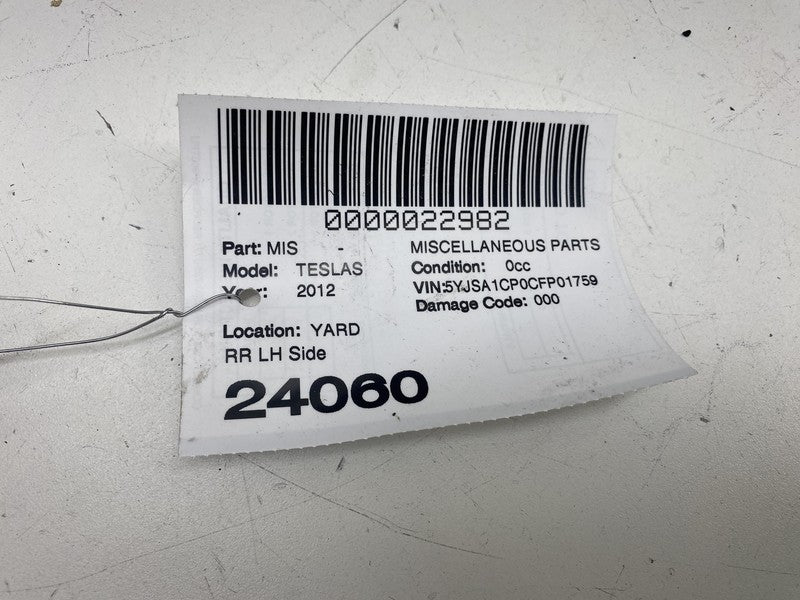 0000022982
Part: MIS - MISCELLANEOUS PARTS
Model: TESLAS Condition: 0cc
Year: 2012 VIN:5YJSA1CP0CFP01759
Damage Code: 000
Location: YARD
RR LH Side
24060